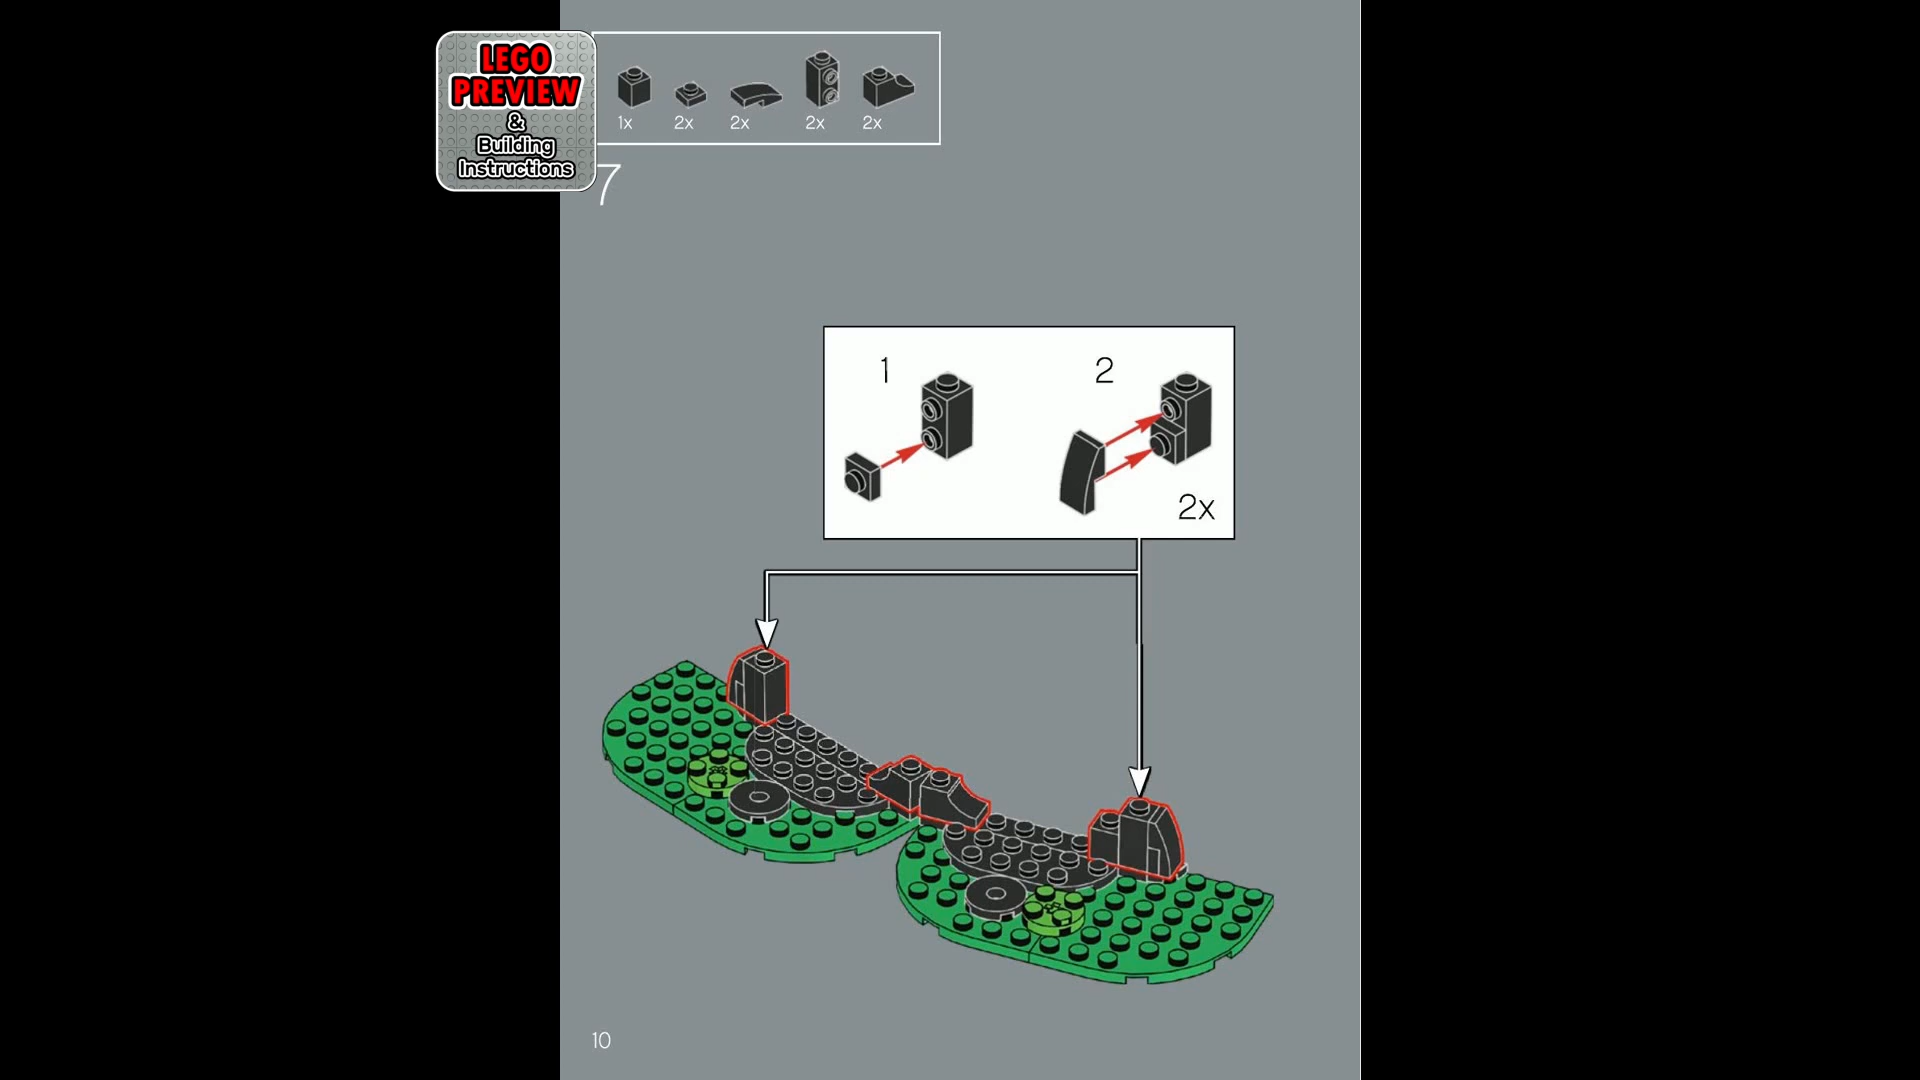 LEGO
PREVIEW
&
Building
Instructions
1x 2x 2x 2x 2x
7
1 2
2x
10